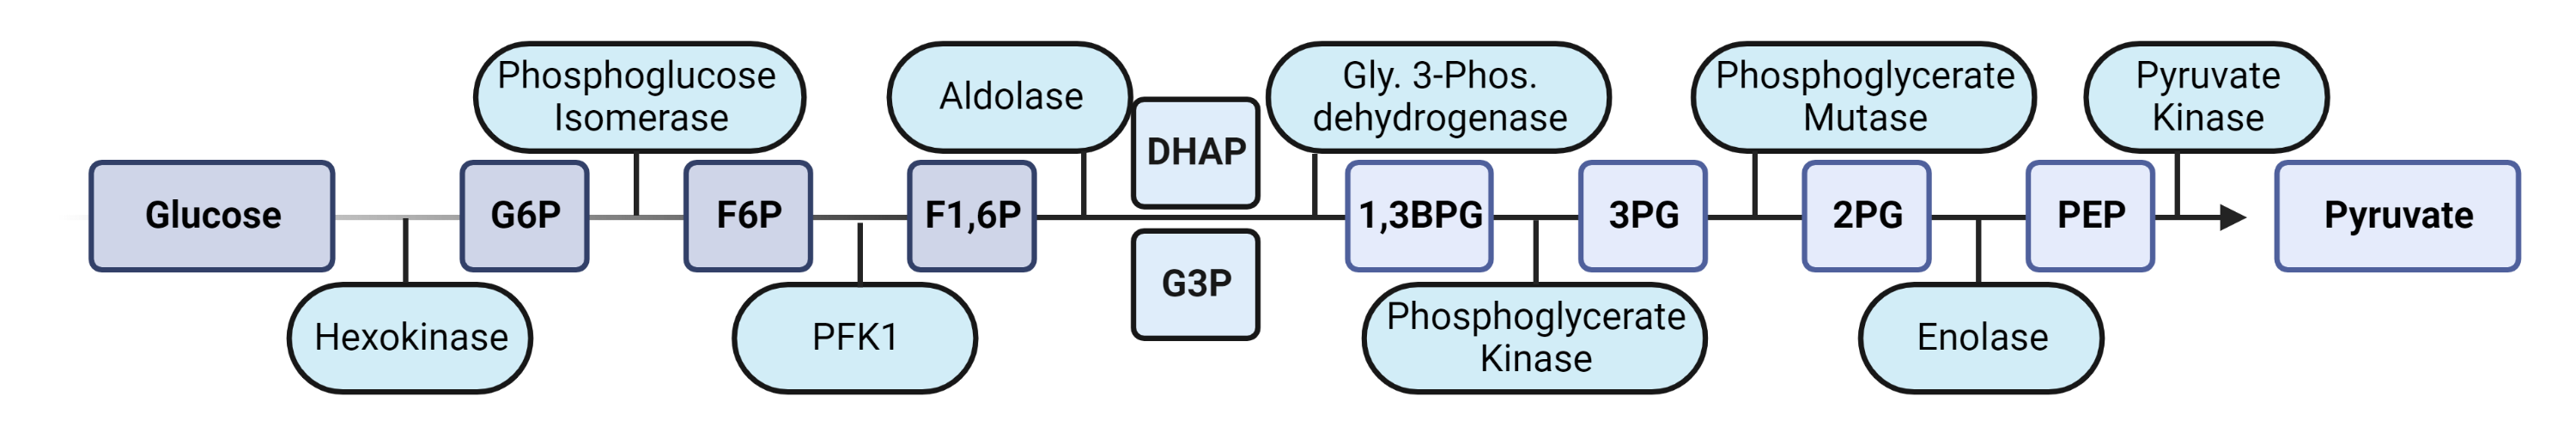 Phosphoglucose
Isomerase
Aldolase
Gly. 3-Phos.
dehydrogenase
Phosphoglycerate
Mutase
Pyruvate
Kinase
DHAP
Glucose
G6P
F6P
F1,6P
1,3BPG
3PG
2PG
PEP
Pyruvate
G3P
Hexokinase
PFK1
Phosphoglycerate
Kinase
Enolase